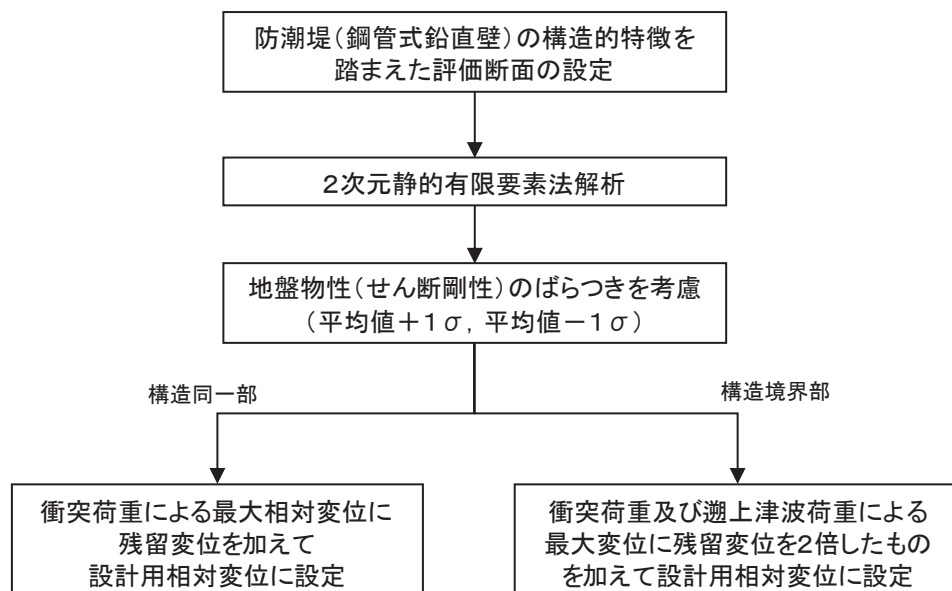 防潮堤（鋼管式鉛直壁）の構造的特徴を
踏まえた評価断面の設定
２次元静的有限要素法解析
地盤物性（せん断剛性）のばらつきを考慮
（平均値＋１σ，平均値－１σ）
構造同一部
構造境界部
衝突荷重による最大相対変位に
残留変位を加えて
設計用相対変位に設定
衝突荷重及び遡上津波荷重による
最大変位に残留変位を２倍したもの
を加えて設計用相対変位に設定